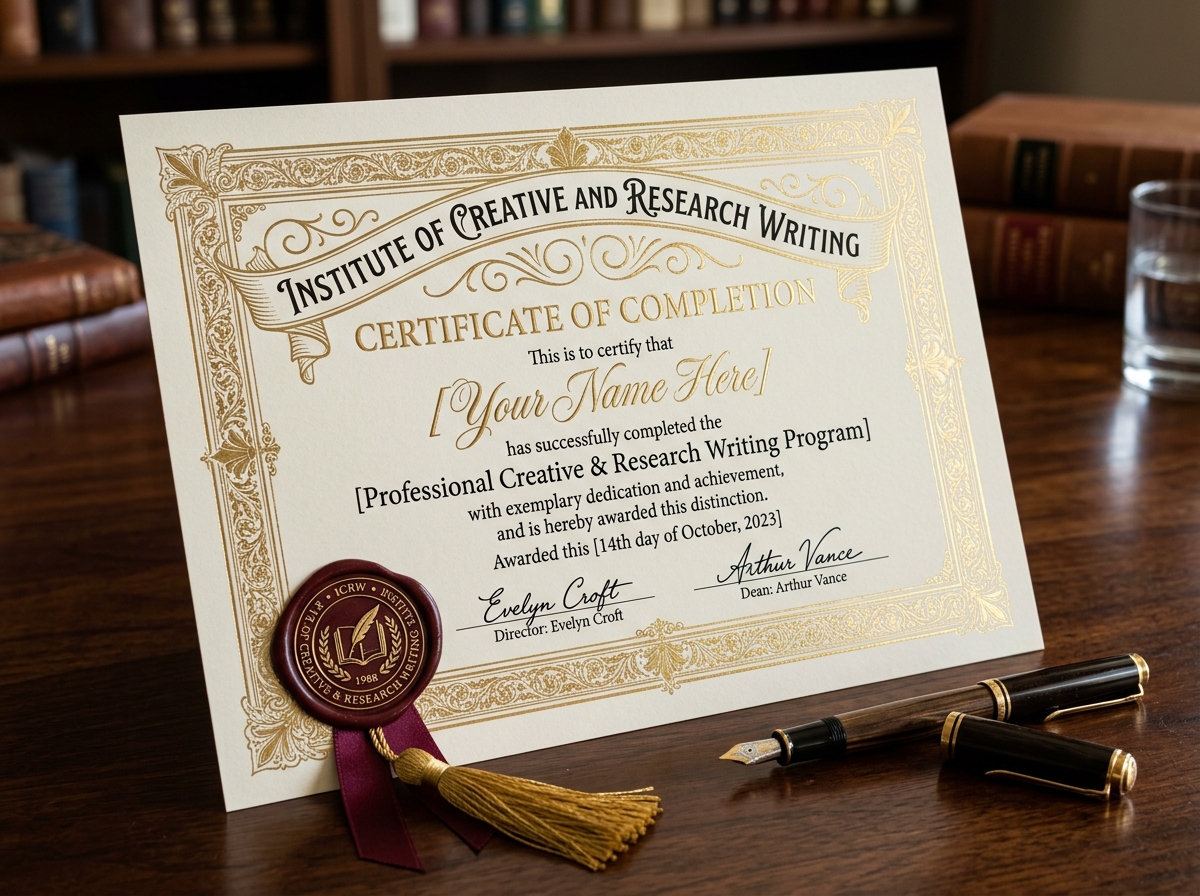 INSTITUTE OF CREATIVE AND RESEARCH WRITING
CERTIFICATE OF COMPLETION
This is to certify that
[Your Name Here]
has successfully completed the
[Professional Creative & Research Writing Program]
with exemplary dedication and achievement,
and is hereby awarded this distinction.
Awarded this [14th day of October, 2023]
Evelyn Croft
Director: Evelyn Croft
Arthur Vance
Dean: Arthur Vance
• ICRW • INSTITUTE
OF CREATIVE & RESEARCH WRITING
1988